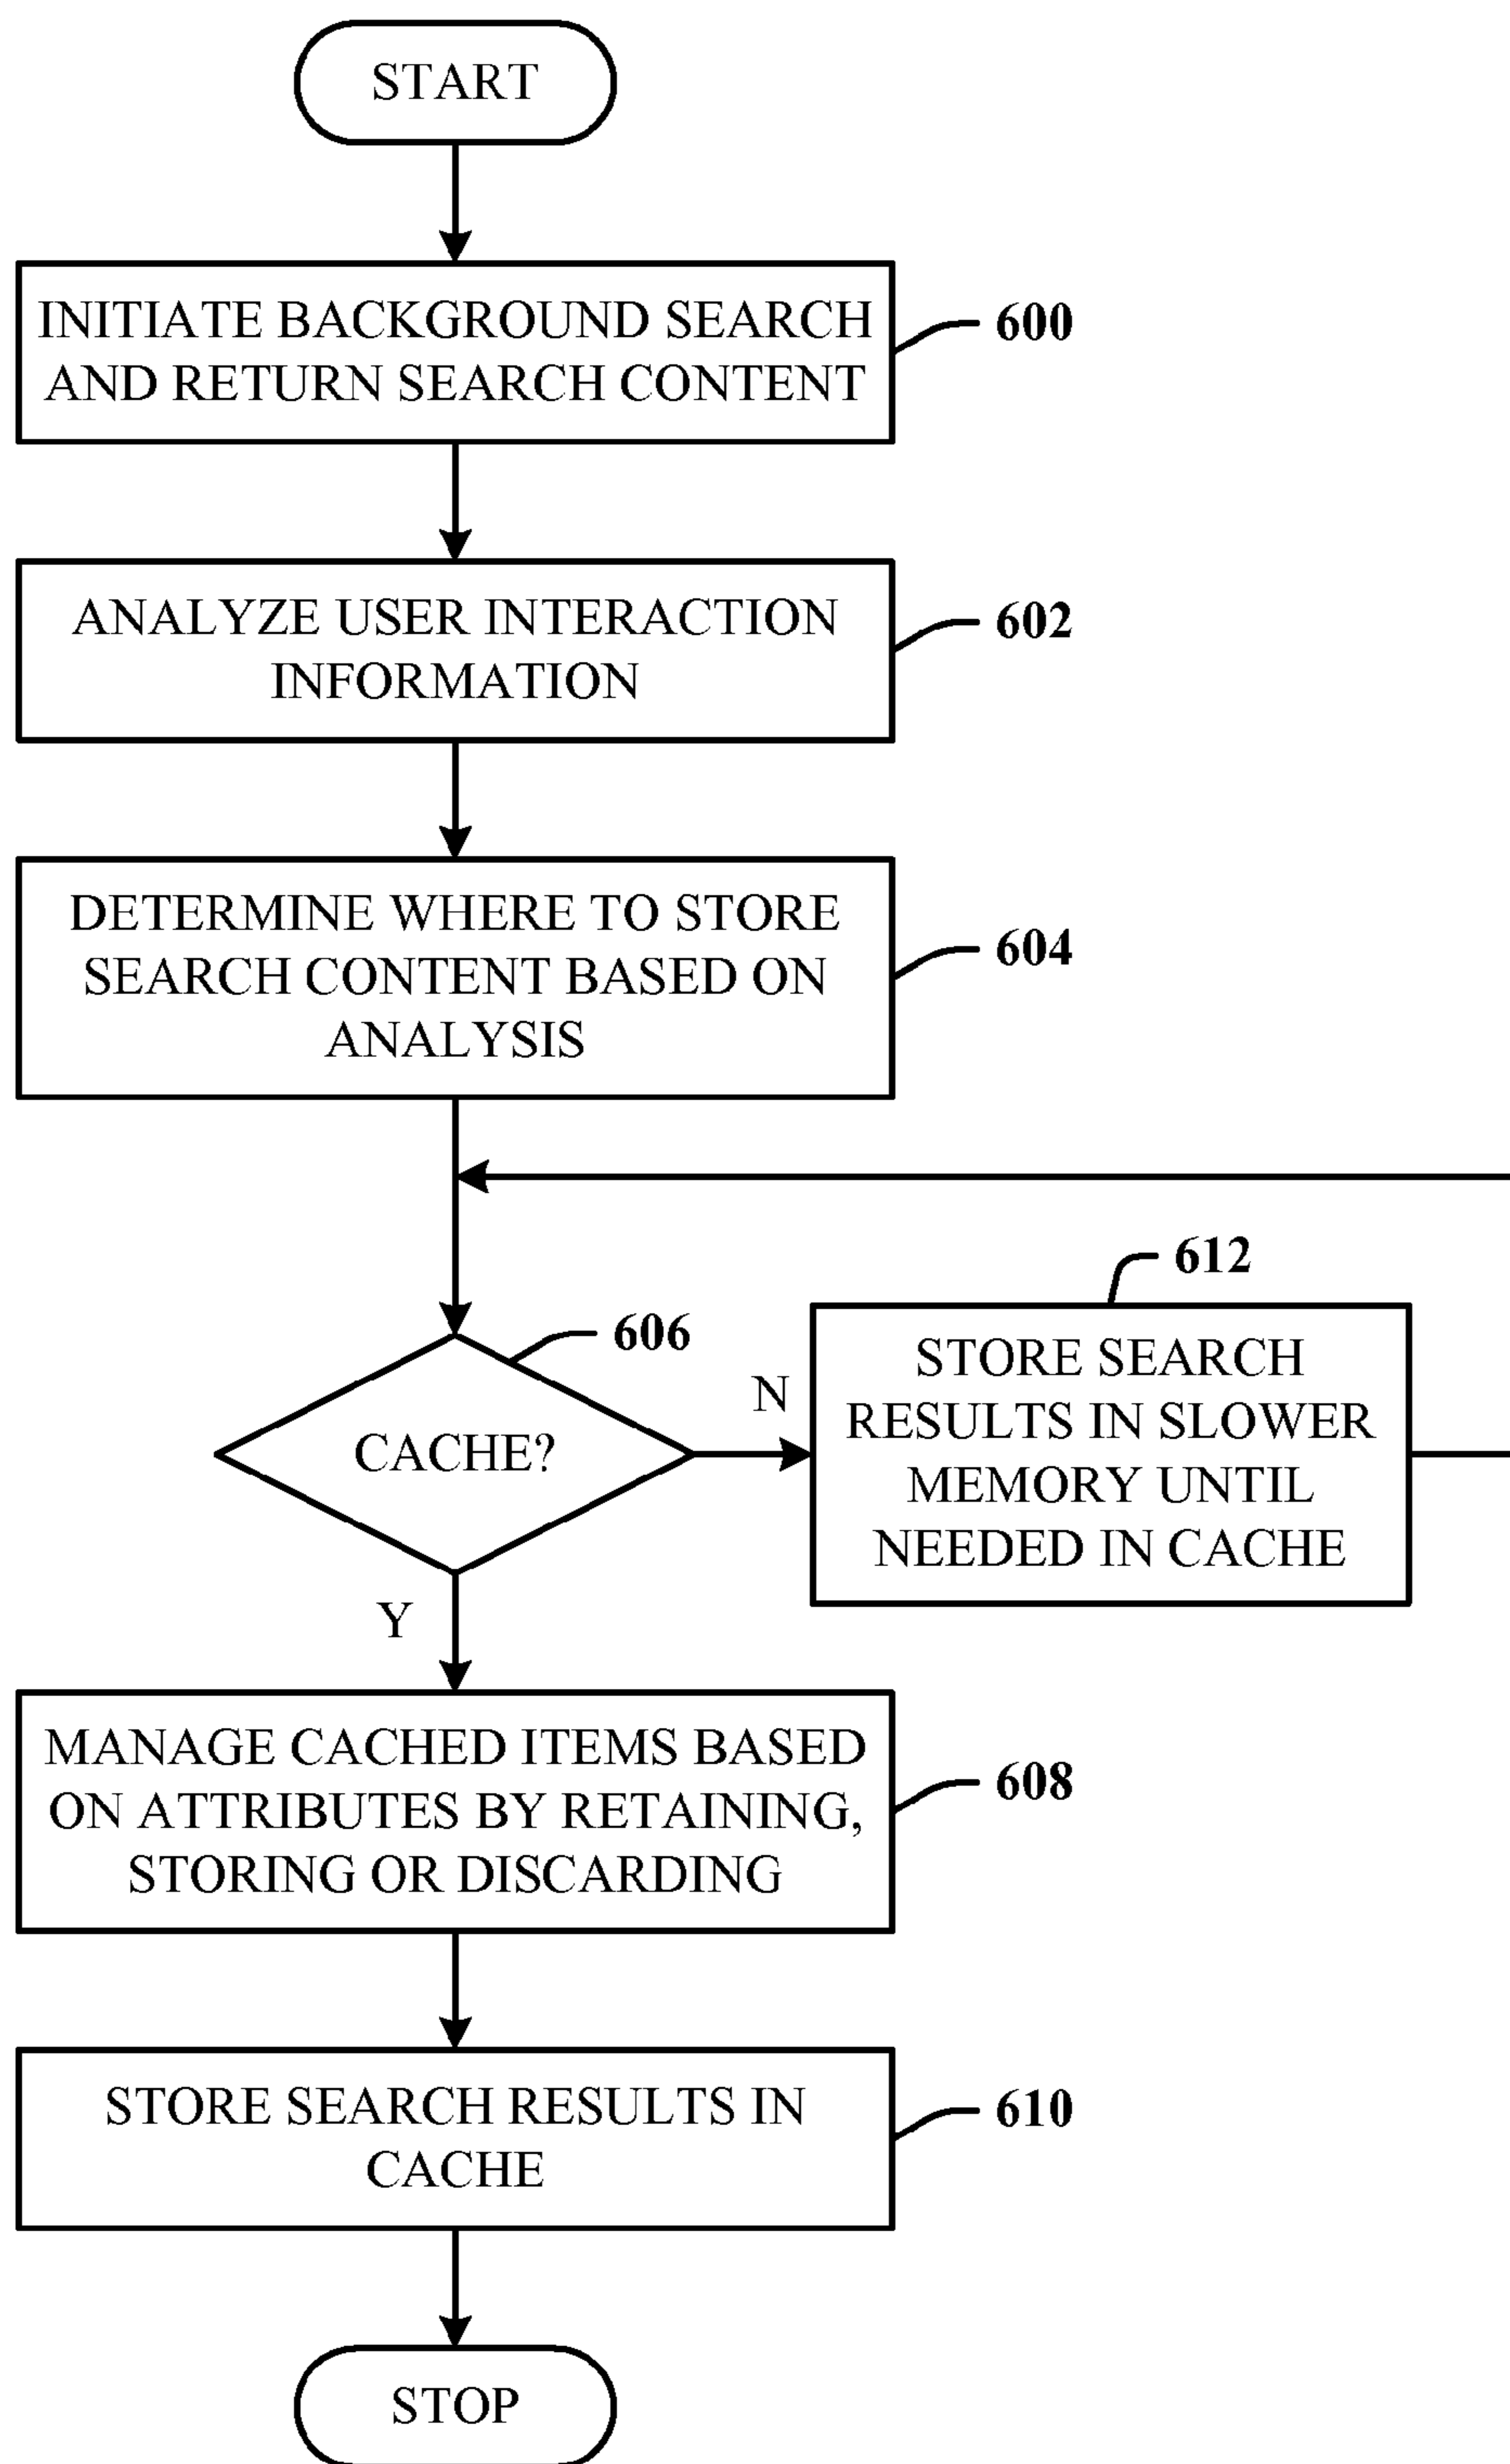 START
INITIATE BACKGROUND SEARCH
AND RETURN SEARCH CONTENT
600
ANALYZE USER INTERACTION
INFORMATION
602
DETERMINE WHERE TO STORE
SEARCH CONTENT BASED ON
ANALYSIS
604
606
CACHE?
N
612
STORE SEARCH
RESULTS IN SLOWER
MEMORY UNTIL
NEEDED IN CACHE
Y
MANAGE CACHED ITEMS BASED
ON ATTRIBUTES BY RETAINING,
STORING OR DISCARDING
608
STORE SEARCH RESULTS IN
CACHE
610
STOP